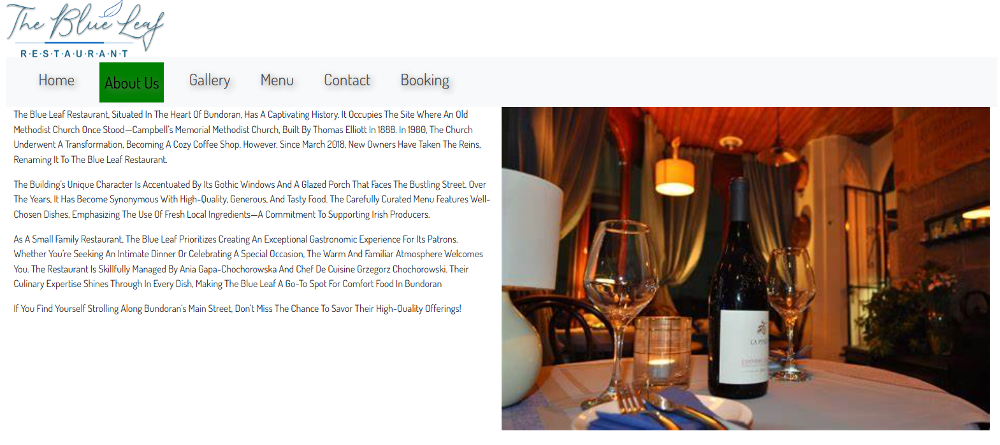 The Blue Leaf
R·E·S·T·A·U·R·A·N·T
Home About Us Gallery Menu Contact Booking
The Blue Leaf Restaurant, Situated In The Heart Of Bundoran, Has A Captivating History. It Occupies The Site Where An Old
Methodist Church Once Stood—Campbell's Memorial Methodist Church, Built By Thomas Elliott In 1888. In 1980, The Church
Underwent A Transformation, Becoming A Cozy Coffee Shop. However, Since March 2018, New Owners Have Taken The Reins,
Renaming It To The Blue Leaf Restaurant.
The Building's Unique Character Is Accentuated By Its Gothic Windows And A Glazed Porch That Faces The Bustling Street. Over
The Years, It Has Become Synonymous With High-Quality, Generous, And Tasty Food. The Carefully Curated Menu Features Well-
Chosen Dishes, Emphasizing The Use Of Fresh Local Ingredients—A Commitment To Supporting Irish Producers.
As A Small Family Restaurant, The Blue Leaf Prioritizes Creating An Exceptional Gastronomic Experience For Its Patrons.
Whether You're Seeking An Intimate Dinner Or Celebrating A Special Occasion, The Warm And Familiar Atmosphere Welcomes
You. The Restaurant Is Skillfully Managed By Ania Gapa-Chochorowska And Chef De Cuisine Grzegorz Chochorowski. Their
Culinary Expertise Shines Through In Every Dish, Making The Blue Leaf A Go-To Spot For Comfort Food In Bundoran
If You Find Yourself Strolling Along Bundoran's Main Street, Don't Miss The Chance To Savor Their High-Quality Offerings!
LA